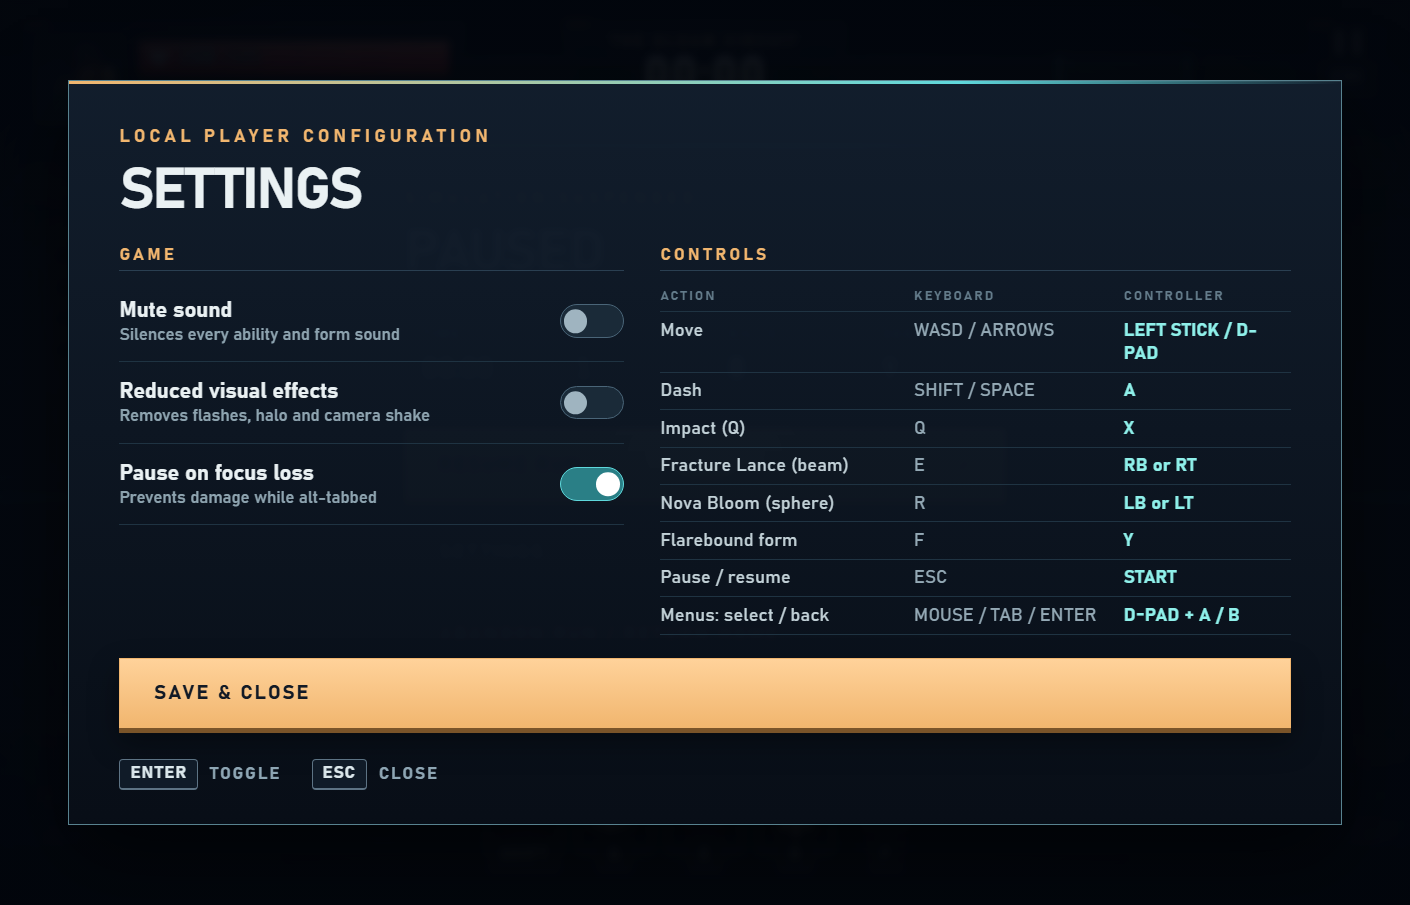 LOCAL PLAYER CONFIGURATION
SETTINGS
GAME
Mute sound
Silences every ability and form sound
Reduced visual effects
Removes flashes, halo and camera shake
Pause on focus loss
Prevents damage while alt-tabbed
CONTROLS
ACTION KEYBOARD CONTROLLER
Move WASD / ARROWS LEFT STICK / D-
PAD
Dash SHIFT / SPACE A
Impact (Q) Q X
Fracture Lance (beam) E RB or RT
Nova Bloom (sphere) R LB or LT
Flarebound form F Y
Pause / resume ESC START
Menus: select / back MOUSE / TAB / ENTER D-PAD + A / B
SAVE & CLOSE
ENTER TOGGLE ESC CLOSE